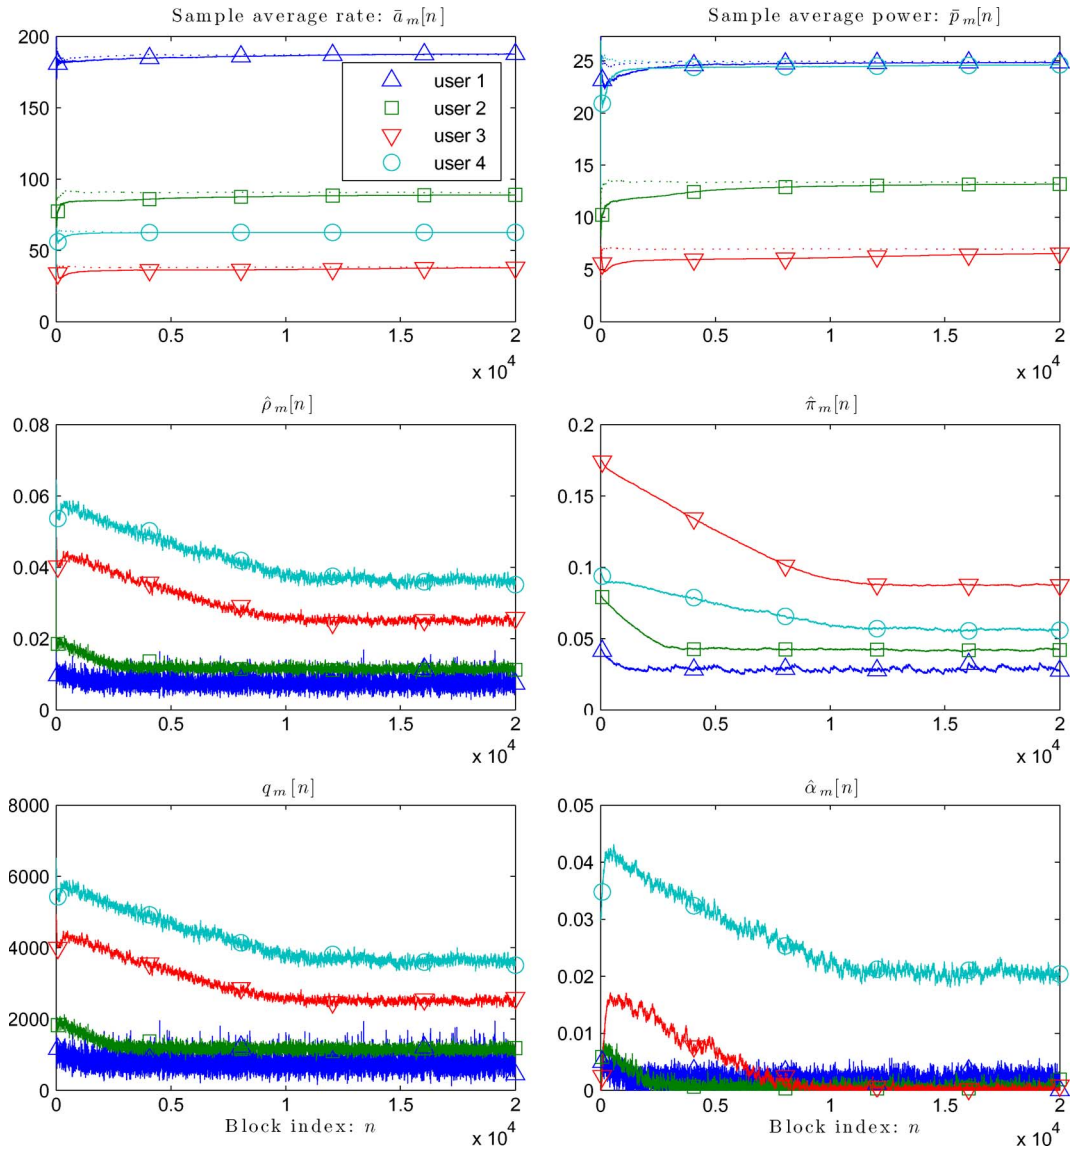 Sample average rate: ā m[n]
200
150
100
50
0
0 0.5 1 1.5 2
x 10^4
user 1
user 2
user 3
user 4
Sample average power: p̄ m[n]
25
20
15
10
5
0
0 0.5 1 1.5 2
x 10^4
ρ̂ m[n]
0.08
0.06
0.04
0.02
0
0 0.5 1 1.5 2
x 10^4
π̂ m[n]
0.2
0.15
0.1
0.05
0
0 0.5 1 1.5 2
x 10^4
q m[n]
8000
6000
4000
2000
0
0 0.5 1 1.5 2
Block index: n
x 10^4
α̂ m[n]
0.05
0.04
0.03
0.02
0.01
0
0 0.5 1 1.5 2
Block index: n
x 10^4